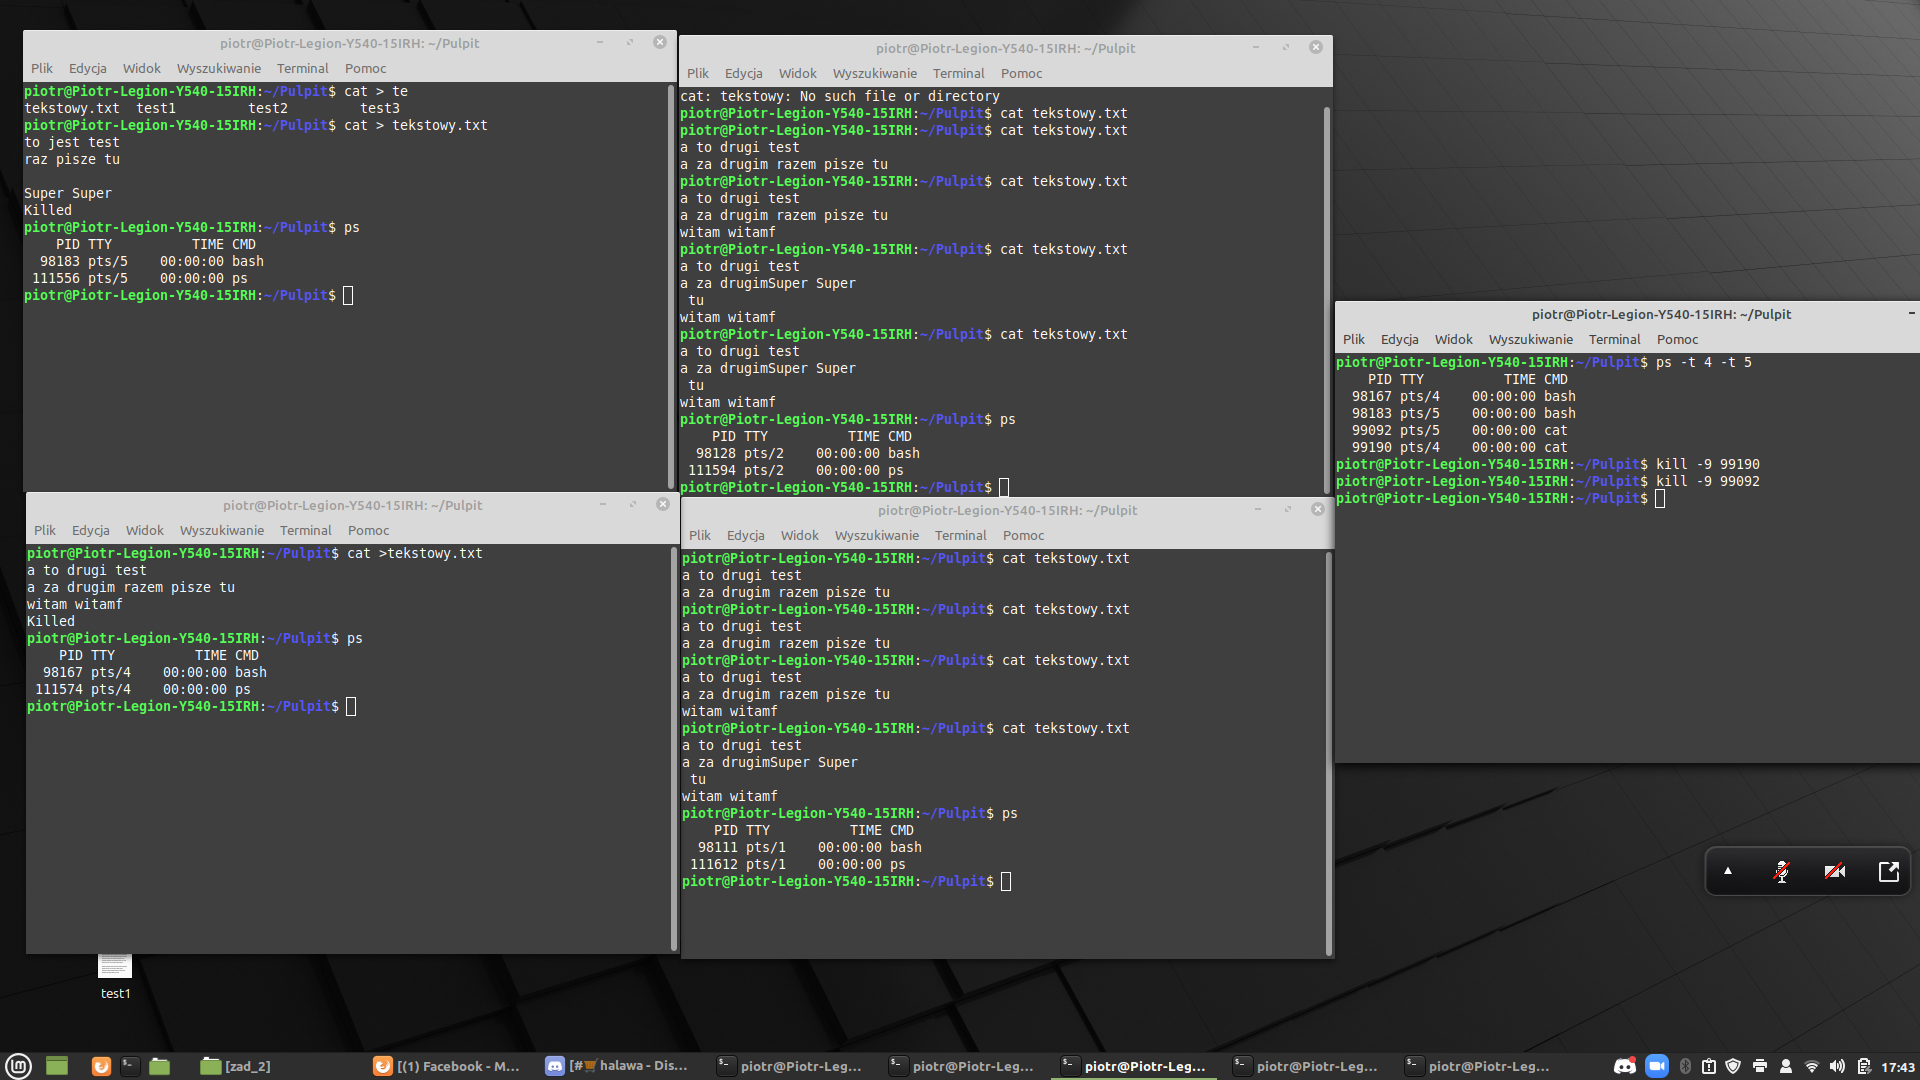 piotr@Piotr-Legion-Y540-15IRH: ~/Pulpit
Plik Edycja Widok Wyszukiwanie Terminal Pomoc
piotr@Piotr-Legion-Y540-15IRH:~/Pulpit$ cat > te
tekstowy.txt test1 test2 test3
piotr@Piotr-Legion-Y540-15IRH:~/Pulpit$ cat > tekstowy.txt
to jest test
raz pisze tu
Super Super
Killed
piotr@Piotr-Legion-Y540-15IRH:~/Pulpit$ ps
PID TTY TIME CMD
98183 pts/5 00:00:00 bash
111556 pts/5 00:00:00 ps
piotr@Piotr-Legion-Y540-15IRH:~/Pulpit$
piotr@Piotr-Legion-Y540-15IRH: ~/Pulpit
Plik Edycja Widok Wyszukiwanie Terminal Pomoc
cat: tekstowy: No such file or directory
piotr@Piotr-Legion-Y540-15IRH:~/Pulpit$ cat tekstowy.txt
piotr@Piotr-Legion-Y540-15IRH:~/Pulpit$ cat tekstowy.txt
a to drugi test
a za drugim razem pisze tu
piotr@Piotr-Legion-Y540-15IRH:~/Pulpit$ cat tekstowy.txt
a to drugi test
a za drugim razem pisze tu
witam witamf
piotr@Piotr-Legion-Y540-15IRH:~/Pulpit$ cat tekstowy.txt
a to drugi test
a za drugimSuper Super
tu
witam witamf
piotr@Piotr-Legion-Y540-15IRH:~/Pulpit$ cat tekstowy.txt
a to drugi test
a za drugimSuper Super
tu
witam witamf
piotr@Piotr-Legion-Y540-15IRH:~/Pulpit$ ps
PID TTY TIME CMD
98128 pts/2 00:00:00 bash
111594 pts/2 00:00:00 ps
piotr@Piotr-Legion-Y540-15IRH:~/Pulpit$
piotr@Piotr-Legion-Y540-15IRH: ~/Pulpit
Plik Edycja Widok Wyszukiwanie Terminal Pomoc
piotr@Piotr-Legion-Y540-15IRH:~/Pulpit$ ps -t 4 -t 5
PID TTY TIME CMD
98167 pts/4 00:00:00 bash
98183 pts/5 00:00:00 bash
99092 pts/5 00:00:00 cat
99190 pts/4 00:00:00 cat
piotr@Piotr-Legion-Y540-15IRH:~/Pulpit$ kill -9 99190
piotr@Piotr-Legion-Y540-15IRH:~/Pulpit$ kill -9 99092
piotr@Piotr-Legion-Y540-15IRH:~/Pulpit$
piotr@Piotr-Legion-Y540-15IRH: ~/Pulpit
Plik Edycja Widok Wyszukiwanie Terminal Pomoc
piotr@Piotr-Legion-Y540-15IRH:~/Pulpit$ cat >tekstowy.txt
a to drugi test
a za drugim razem pisze tu
witam witamf
Killed
piotr@Piotr-Legion-Y540-15IRH:~/Pulpit$ ps
PID TTY TIME CMD
98167 pts/4 00:00:00 bash
111574 pts/4 00:00:00 ps
piotr@Piotr-Legion-Y540-15IRH:~/Pulpit$
piotr@Piotr-Legion-Y540-15IRH: ~/Pulpit
Plik Edycja Widok Wyszukiwanie Terminal Pomoc
piotr@Piotr-Legion-Y540-15IRH:~/Pulpit$ cat tekstowy.txt
a to drugi test
a za drugim razem pisze tu
piotr@Piotr-Legion-Y540-15IRH:~/Pulpit$ cat tekstowy.txt
a to drugi test
a za drugim razem pisze tu
piotr@Piotr-Legion-Y540-15IRH:~/Pulpit$ cat tekstowy.txt
a to drugi test
a za drugim razem pisze tu
witam witamf
piotr@Piotr-Legion-Y540-15IRH:~/Pulpit$ cat tekstowy.txt
a to drugi test
a za drugimSuper Super
tu
witam witamf
piotr@Piotr-Legion-Y540-15IRH:~/Pulpit$ ps
PID TTY TIME CMD
98111 pts/1 00:00:00 bash
111612 pts/1 00:00:00 ps
piotr@Piotr-Legion-Y540-15IRH:~/Pulpit$
test1
[zad_2] [(1) Facebook - M... [#🛒halawa - Dis... piotr@Piotr-Leg... piotr@Piotr-Leg... piotr@Piotr-Leg... piotr@Piotr-Leg... piotr@Piotr-Leg... 17:43